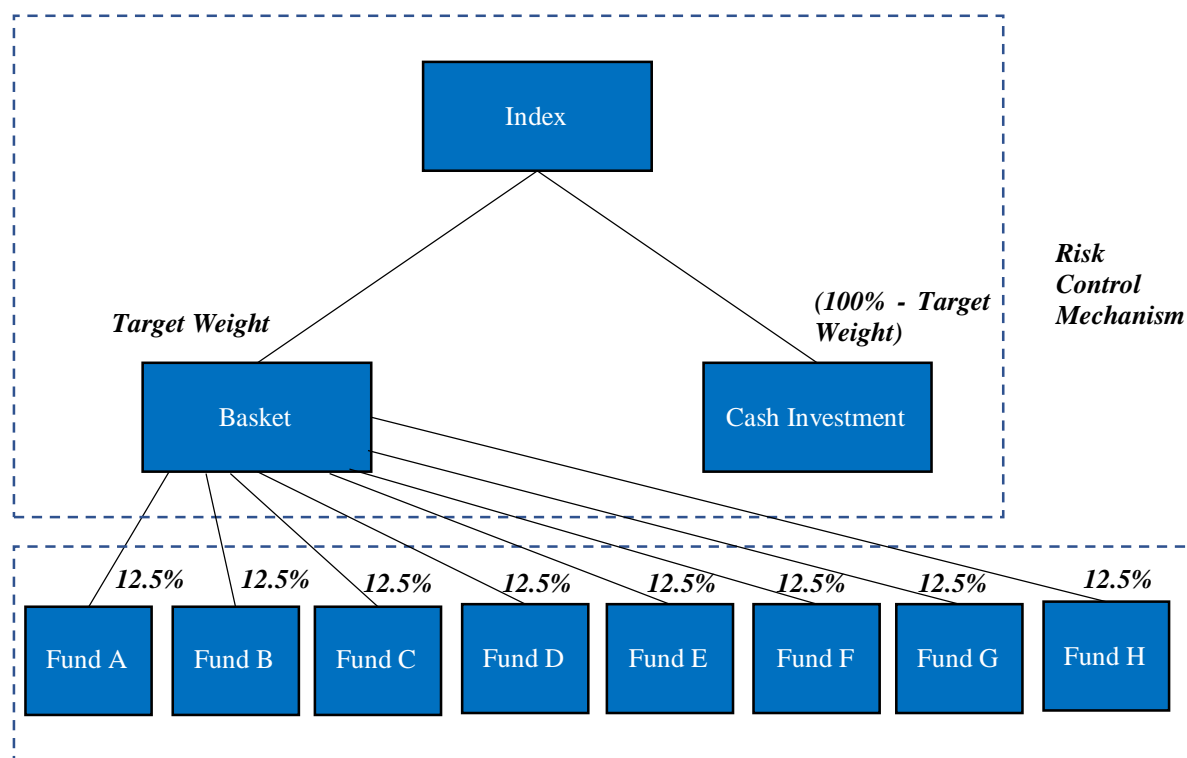 Index
Risk
Control
Mechanism
Target Weight
(100% - Target
Weight)
Basket
Cash Investment
12.5%
12.5%
12.5%
12.5%
12.5%
12.5%
12.5%
12.5%
Fund A
Fund B
Fund C
Fund D
Fund E
Fund F
Fund G
Fund H